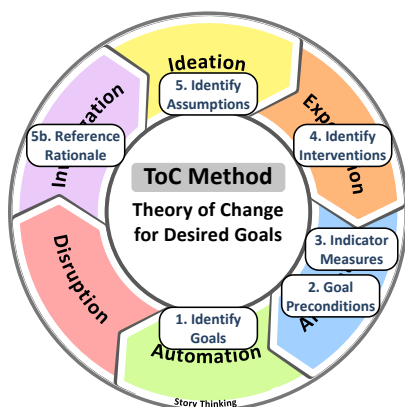 Ideation
5. Identify
Assumptions
5b. Reference
Rationale
4. Identify
Interventions
ToC Method
Theory of Change
for Desired Goals
3. Indicator
Measures
2. Goal
Preconditions
Disruption
1. Identify
Goals
Automation
Story Thinking